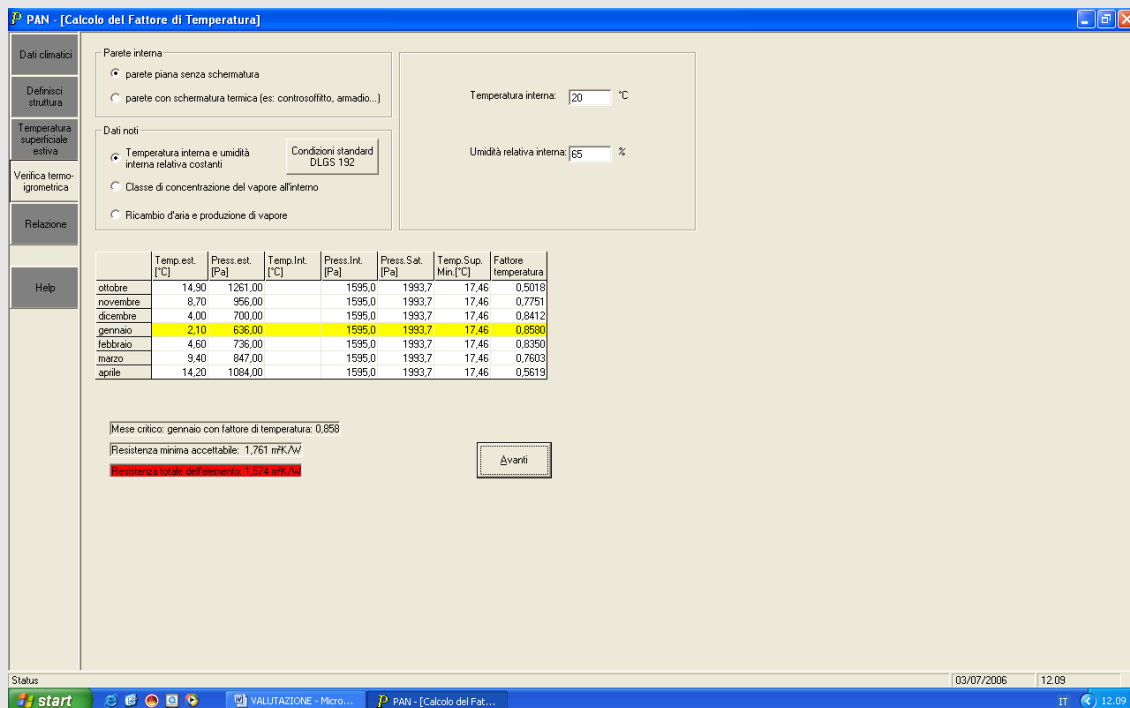 PAN - [Calcolo del Fattore di Temperatura]
Dati climatici
Definisci
struttura
Temperatura
superficiale
estiva
Verifica termo-
igrometrica
Relazione
Help
Parete interna
parete piana senza schermatura
parete con schermatura termica (es: controsoffitto, armadio...)
Dati noti
Temperatura interna e umidità
interna relativa costanti
Condizioni standard
DLGS 192
Classe di concentrazione del vapore all'interno
Ricambio d'aria e produzione di vapore
Temperatura interna: 20 °C
Umidità relativa interna: 65 %
Temp.est. [°C] Press.est. [Pa] Temp.Int. [°C] Press.Int. [Pa] Press.Sat. [Pa] Temp.Sup. Min.[°C] Fattore temperatura
ottobre 14,90 1261,00 1595,0 1993,7 17,46 0,5018
novembre 8,70 956,00 1595,0 1993,7 17,46 0,7751
dicembre 4,00 700,00 1595,0 1993,7 17,46 0,8412
gennaio 2,10 636,00 1595,0 1993,7 17,46 0,8580
febbraio 4,60 736,00 1595,0 1993,7 17,46 0,8350
marzo 9,40 847,00 1595,0 1993,7 17,46 0,7603
aprile 14,20 1084,00 1595,0 1993,7 17,46 0,5619
Mese critico: gennaio con fattore di temperatura: 0,858
Resistenza minima accettabile: 1,761 m²K/W
Resistenza totale dell'elemento: 1,574 m²K/W
Avanti
Status
03/07/2006 12.09
start
VALUTAZIONE - Micro...
PAN - [Calcolo del Fat...
IT
12.09